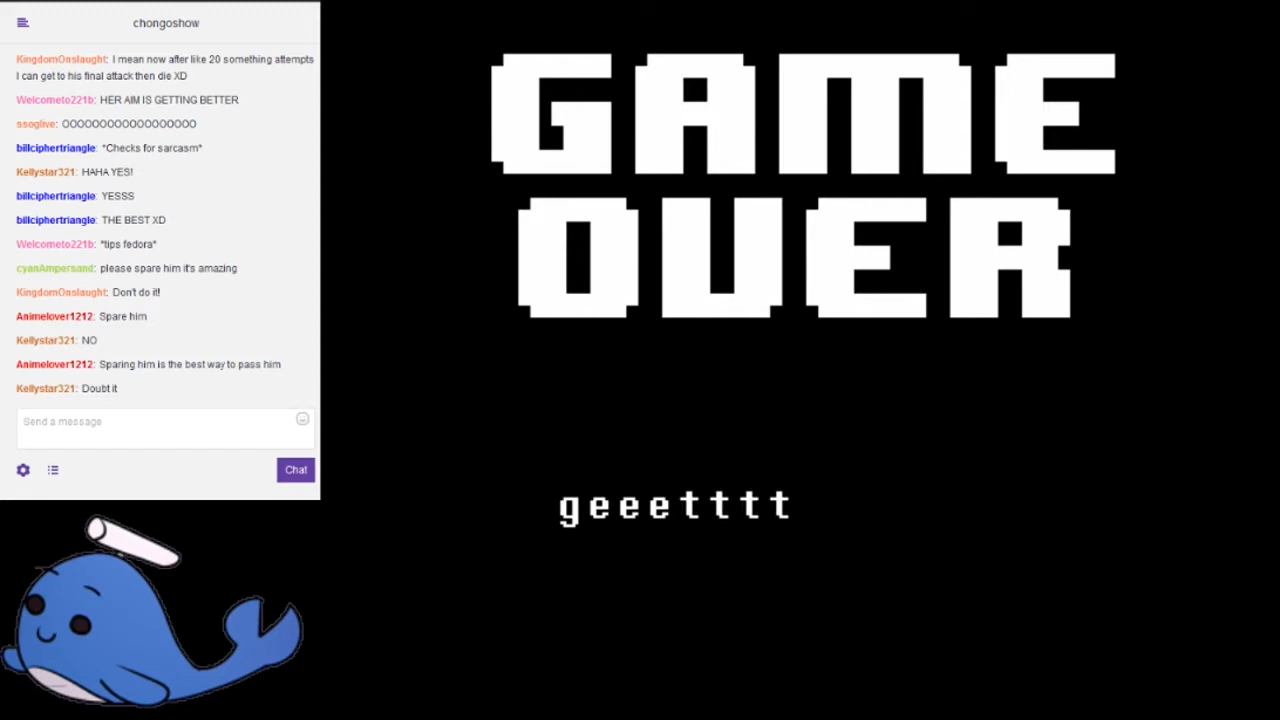 chongoshow
KingdomOnslaught: I mean now after like 20 something attempts
I can get to his final attack then die XD
Welcometo221b: HER AIM IS GETTING BETTER
ssoglive: OOOOOOOOOOOOOOOOOO
billciphertriangle: *Checks for sarcasm*
Kellystar321: HAHA YES!
billciphertriangle: YESSS
billciphertriangle: THE BEST XD
Welcometo221b: *tips fedora*
cyanAmpersand: please spare him it's amazing
KingdomOnslaught: Don't do it!
Animelover1212: Spare him
Kellystar321: NO
Animelover1212: Sparing him is the best way to pass him
Kellystar321: Doubt it
Send a message
Chat
GAME
OVER
geeetttt